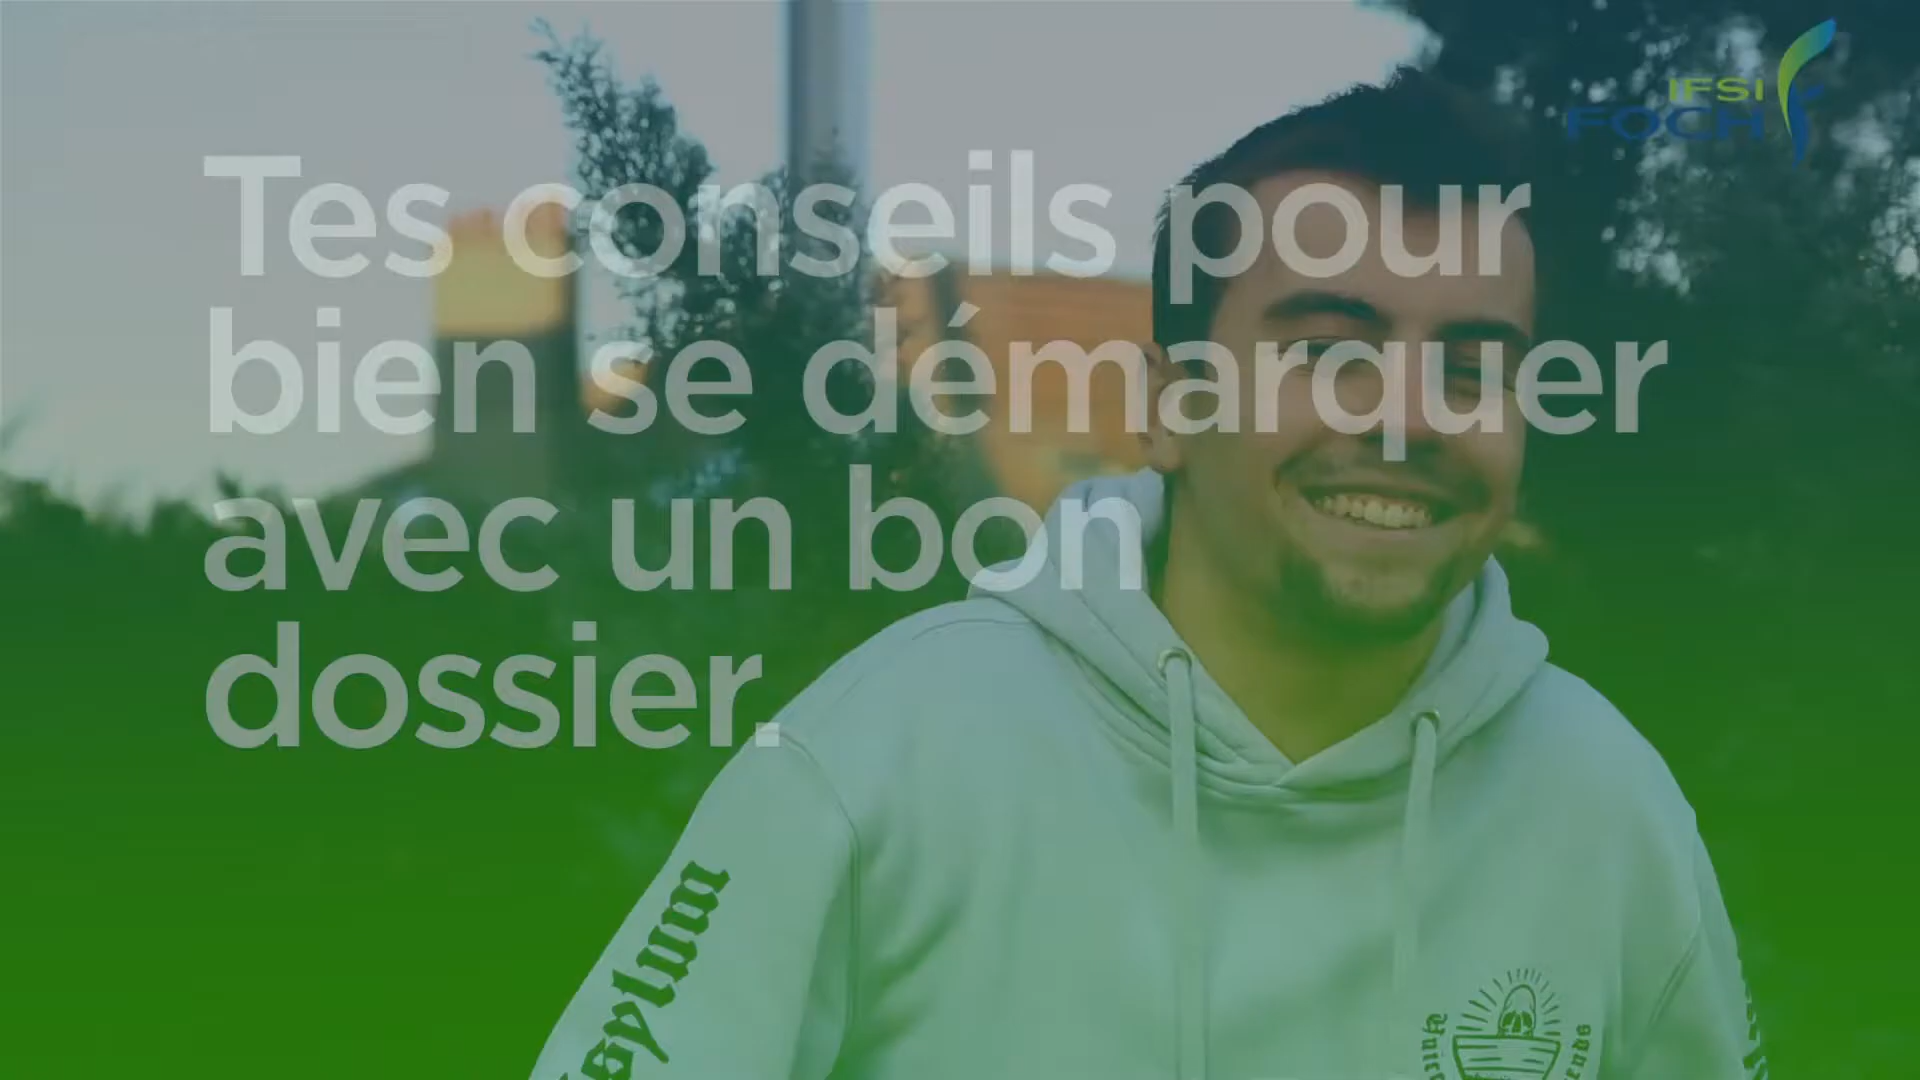 IFSI
FOCH
Tes conseils pour
bien se démarquer
avec un bon
dossier.